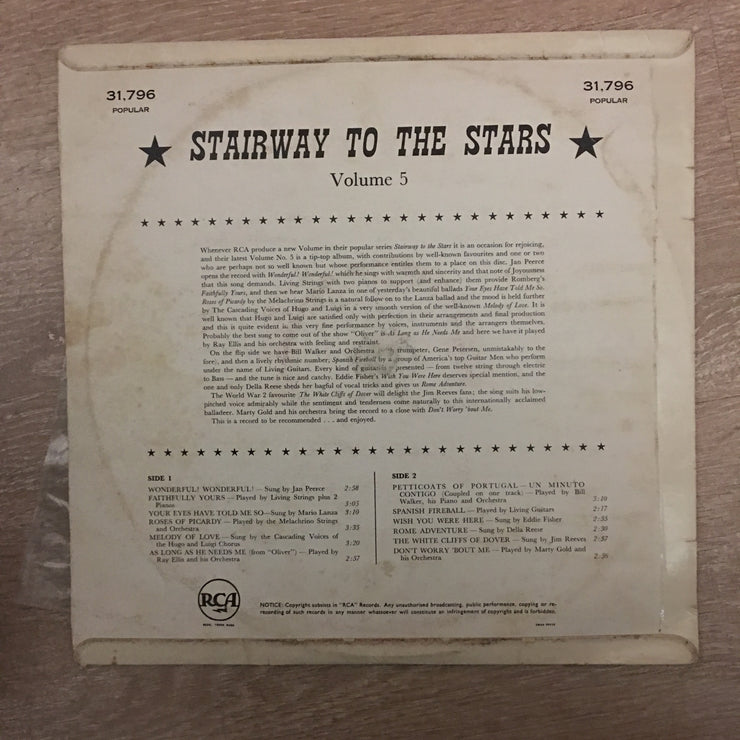 31,796
POPULAR
31,796
POPULAR
★ STAIRWAY TO THE STARS ★
Volume 5
Whenever RCA produce a new Volume in their popular series Stairway to the Stars it is an occasion for rejoicing,
and their latest Volume No. 5 is a tip-top album, with contributions by well-known favourites and one or two
who are perhaps not so well known but whose performance entitles them to a place on this disc. Jan Peerce
opens the record with Wonderful! Wonderful! which he sings with warmth and sincerity and that note of Joyousness
that this song demands. Living Strings with two pianos to support (and enhance) them provide Romberg's
Faithfully Yours, and then we hear Mario Lanza in one of yesterday's beautiful ballads Your Eyes Have Told Me So.
Roses of Picardy by the Melachrino Strings is a natural follow on to the Lanza ballad and the mood is held further
by The Cascading Voices of Hugo and Luigi in a very smooth version of the well-known Melody of Love. It is
well known that Hugo and Luigi are satisfied only with perfection in their arrangements and final production
and this is quite evident in this very fine performance by voices, instruments and the arrangers themselves.
Probably the best song to come out of the show "Oliver" is As Long as He Needs Me and here we have it played
by Ray Ellis and his orchestra with feeling and restraint.
On the flip side we have Bill Walker and Orchestra trumpeter, Gene Petersen, unmistakably to the
fore), and then a lively rhythmic number, Spanish Fireball by a group of America's top Guitar Men who perform
under the name of Living Guitars. Every kind of guitar is presented — from twelve string through electric
to Bass — and the tune is nice and catchy. Eddie Fisher's Wish You Were Here deserves special mention, and the
one and only Della Reese sheds her bagful of vocal tricks and gives us Rome Adventure.
The World War 2 favourite The White Cliffs of Dover will delight the Jim Reeves fans; the song suits his low-
pitched voice admirably while the sentiment and tenderness come naturally to this internationally acclaimed
balladeer. Marty Gold and his orchestra bring the record to a close with Don't Worry 'bout Me.
This is a record to be recommended . . . and enjoyed.
SIDE 1
WONDERFUL! WONDERFUL! — Sung by Jan Peerce 2:58
FAITHFULLY YOURS — Played by Living Strings plus 2
Pianos 3:05
YOUR EYES HAVE TOLD ME SO — Sung by Mario Lanza 3:10
ROSES OF PICARDY — Played by the Melachrino Strings
and Orchestra 3:35
MELODY OF LOVE — Sung by the Cascading Voices of
the Hugo and Luigi Chorus 3:20
AS LONG AS HE NEEDS ME (from "Oliver") — Played by
Ray Ellis and his Orchestra 2:57
SIDE 2
PETTICOATS OF PORTUGAL — UN MINUTO
CONTIGO (Coupled on one track) — Played by Bill
Walker, his Piano and Orchestra 3:10
SPANISH FIREBALL — Played by Living Guitars 2:17
WISH YOU WERE HERE — Sung by Eddie Fisher 2:55
ROME ADVENTURE — Sung by Della Reese 2:30
THE WHITE CLIFFS OF DOVER — Sung by Jim Reeves 2:37
DON'T WORRY 'BOUT ME — Played by Marty Gold and
his Orchestra
RCA
NOTICE: Copyright subsists in "RCA" Records. Any unauthorised broadcasting, public performance, copying or re-
recording of such records in any manner whatsoever will constitute an infringement of copyright and is forbidden.